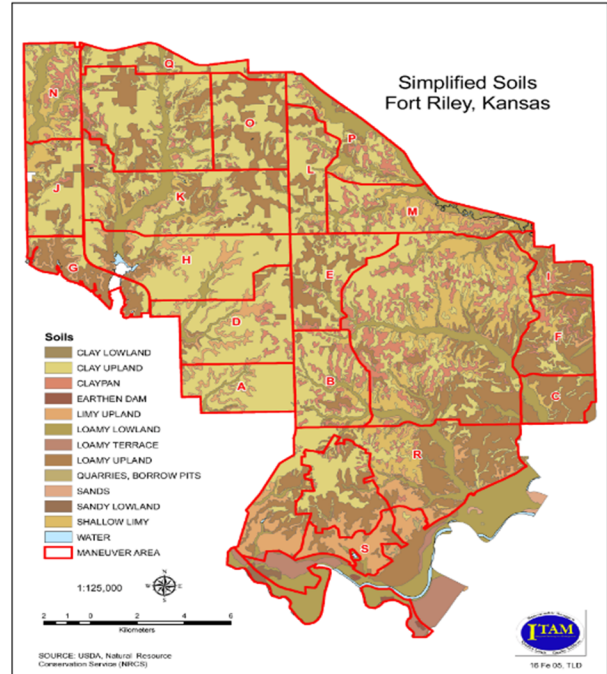 Simplified Soils
Fort Riley, Kansas
Q
N
O
P
L
J
K
M
H
G
E
I
D
F
A
B
C
R
S
Soils
CLAY LOWLAND
CLAY UPLAND
CLAYPAN
EARTHEN DAM
LIMY UPLAND
LOAMY LOWLAND
LOAMY TERRACE
LOAMY UPLAND
QUARRIES, BORROW PITS
SANDS
SANDY LOWLAND
SHALLOW LIMY
WATER
MANEUVER AREA
1:125,000
N
W E
S
2 1 0 2 4 6
Kilometers
SOURCE: USDA, Natural Resource
Conservation Service (NRCS)
ITAM
16 Fe 05, TLD